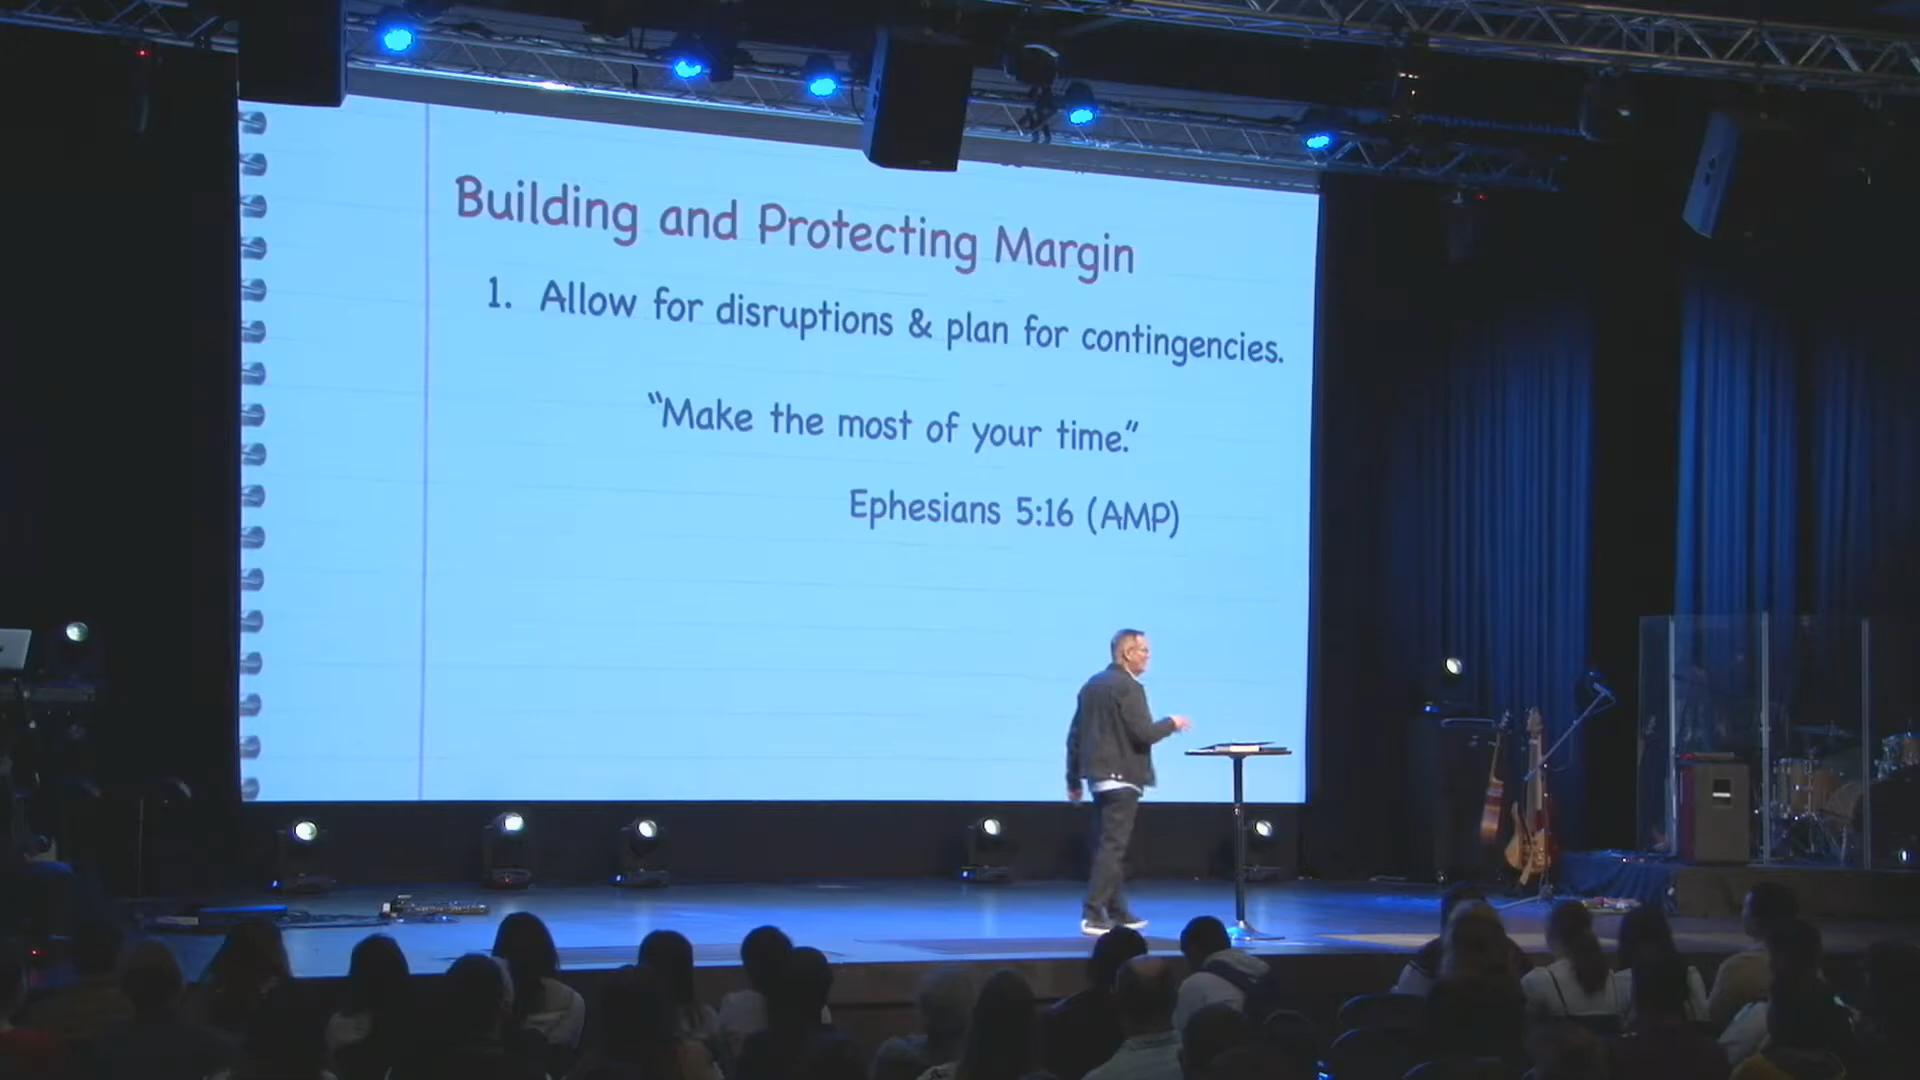 Building and Protecting Margin
1. Allow for disruptions & plan for contingencies.
“Make the most of your time.”
Ephesians 5:16 (AMP)